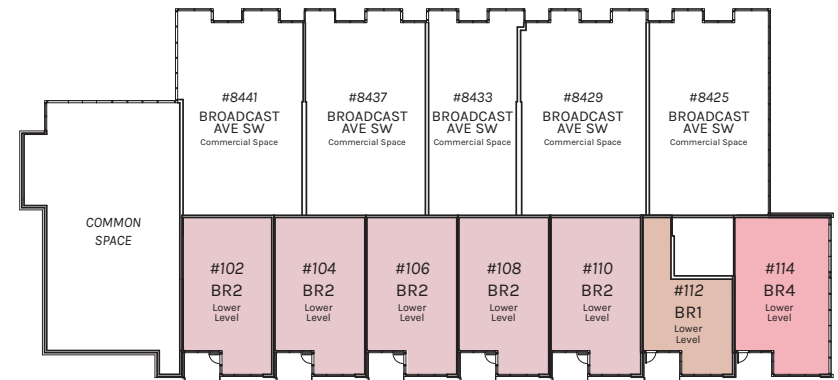 #8441
BROADCAST
AVE SW
Commercial Space
#8437
BROADCAST
AVE SW
Commercial Space
#8433
BROADCAST
AVE SW
Commercial Space
#8429
BROADCAST
AVE SW
Commercial Space
#8425
BROADCAST
AVE SW
Commercial Space
COMMON
SPACE
#102
BR2
Lower
Level
#104
BR2
Lower
Level
#106
BR2
Lower
Level
#108
BR2
Lower
Level
#110
BR2
Lower
Level
#112
BR1
Lower
Level
#114
BR4
Lower
Level